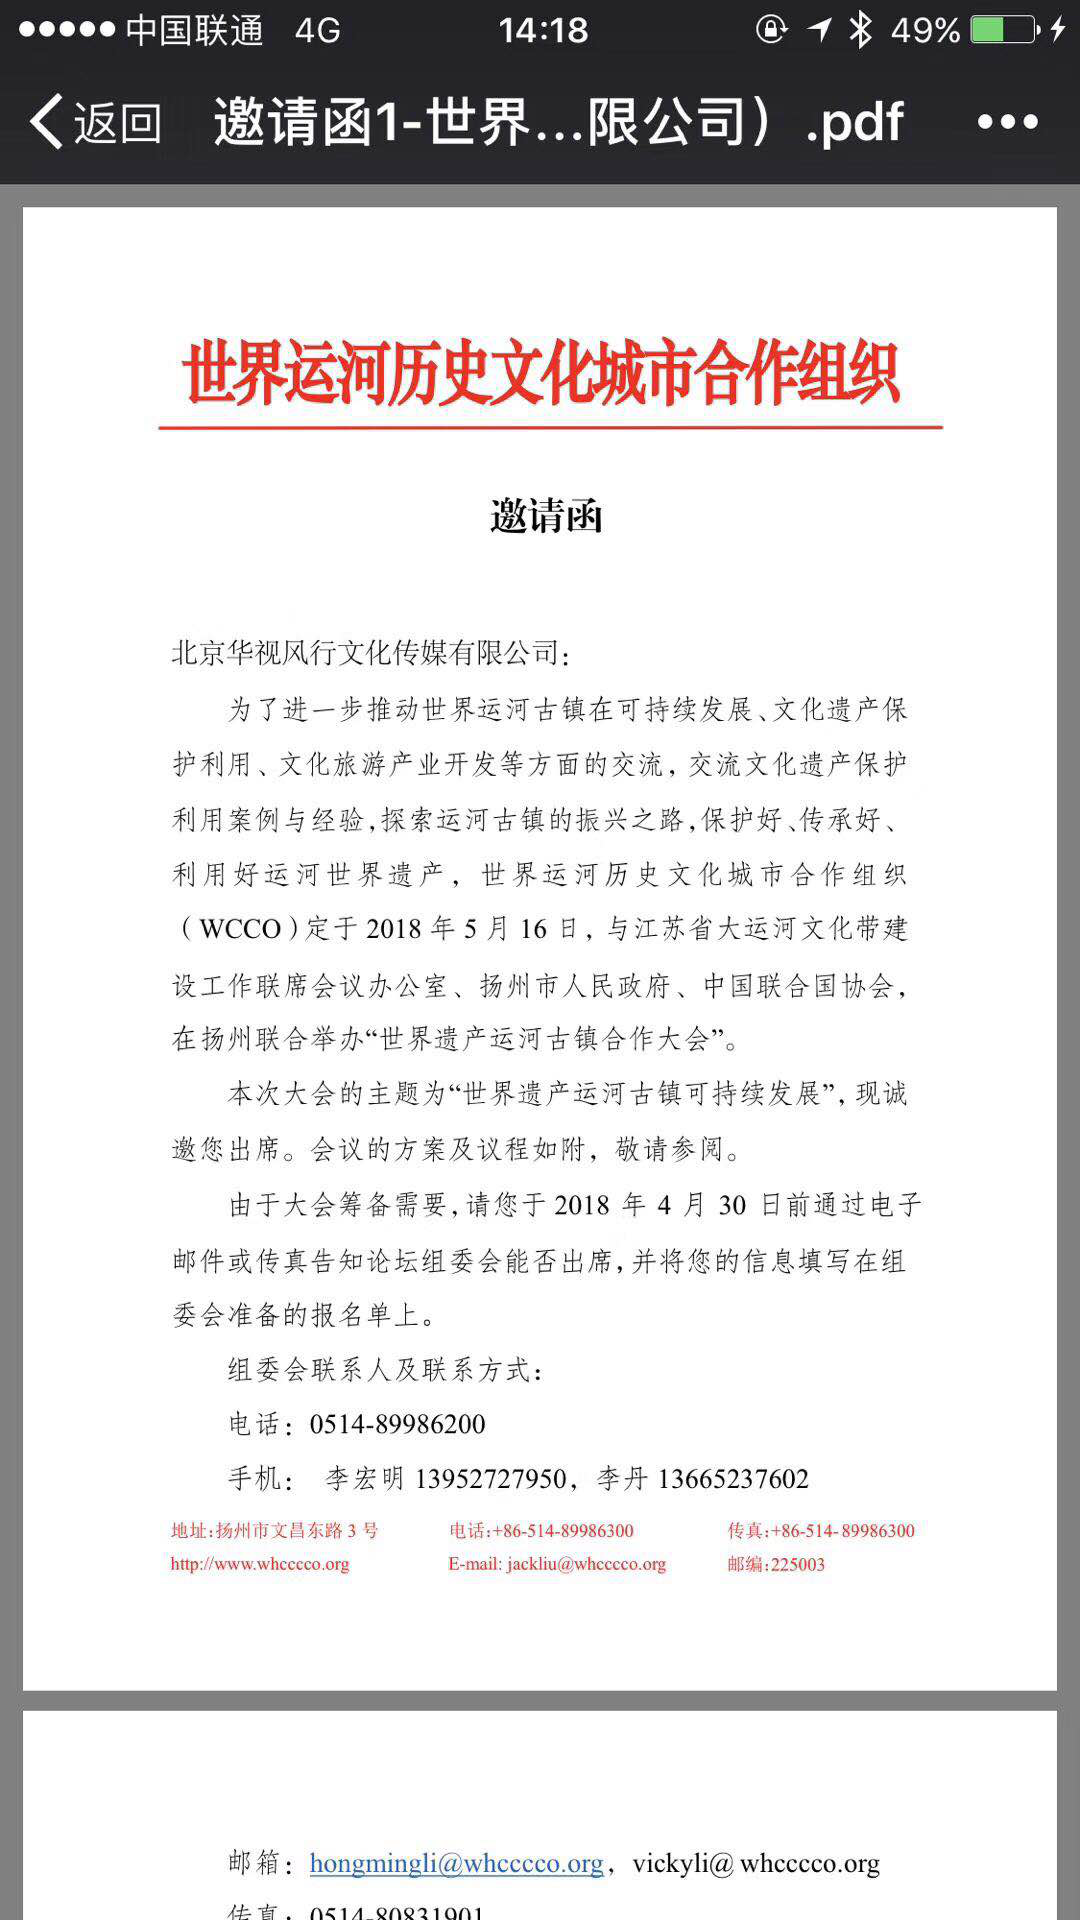 中国联通 4G 14:18 49%
返回 邀请函1-世界...限公司）.pdf
世界运河历史文化城市合作组织
邀请函
北京华视风行文化传媒有限公司：
为了进一步推动世界运河古镇在可持续发展、文化遗产保
护利用、文化旅游产业开发等方面的交流，交流文化遗产保护
利用案例与经验，探索运河古镇的振兴之路，保护好、传承好、
利用好运河世界遗产，世界运河历史文化城市合作组织
（WCCO）定于 2018 年 5 月 16 日，与江苏省大运河文化带建
设工作联席会议办公室、扬州市人民政府、中国联合国协会，
在扬州联合举办“世界遗产运河古镇合作大会”。
本次大会的主题为“世界遗产运河古镇可持续发展”，现诚
邀您出席。会议的方案及议程如附，敬请参阅。
由于大会筹备需要，请您于 2018 年 4 月 30 日前通过电子
邮件或传真告知论坛组委会能否出席，并将您的信息填写在组
委会准备的报名单上。
组委会联系人及联系方式：
电话：0514-89986200
手机： 李宏明 13952727950，李丹 13665237602
地址:扬州市文昌东路 3 号 电话:+86-514-89986300 传真:+86-514- 89986300
http://www.whcccco.org E-mail: jackliu@whcccco.org 邮编:225003
邮箱：hongmingli@whcccco.org，vickyli@ whcccco.org
传真：0514-80831901